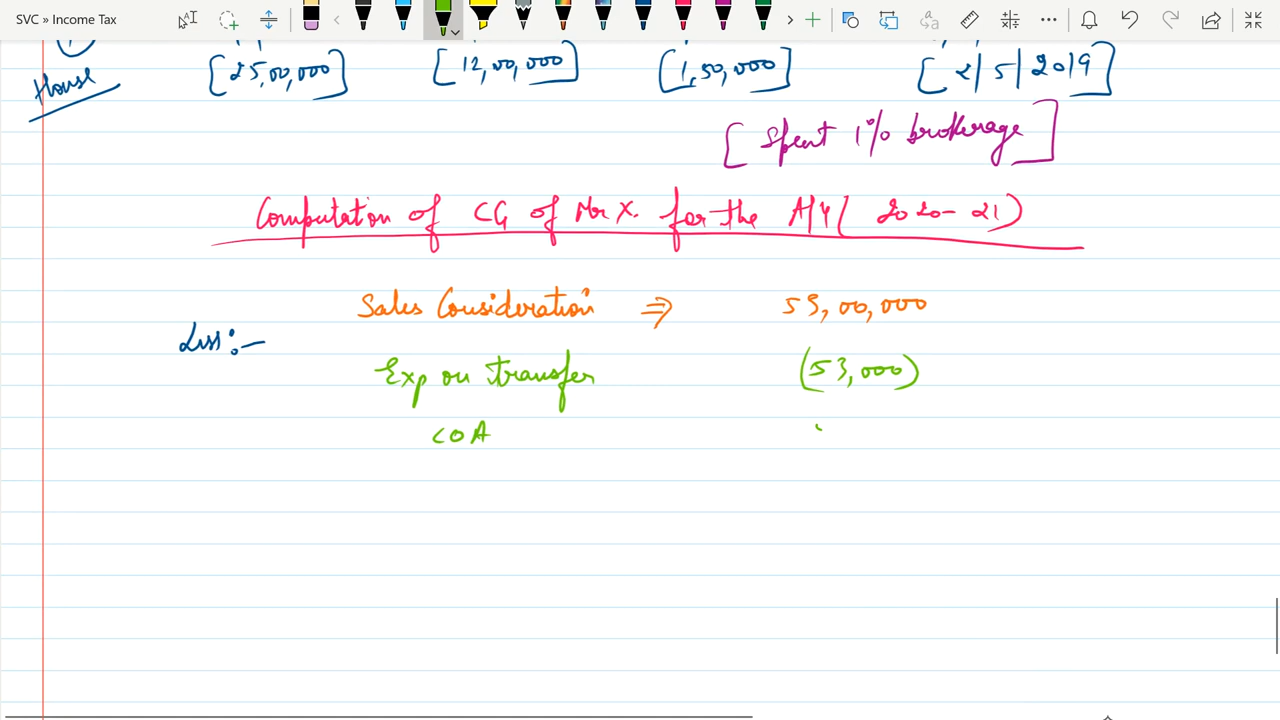 SVC » Income Tax
1
House
[25,00,000] [12,00,000] [1,50,000] [2/5/2019]
[Spent 1% brokerage]
Computation of CG of Mr X. for the A/Y (2020-21)
Sales Consideration ⇒ 53,00,000
Less:-
Exp on transfer (53,000)
COA